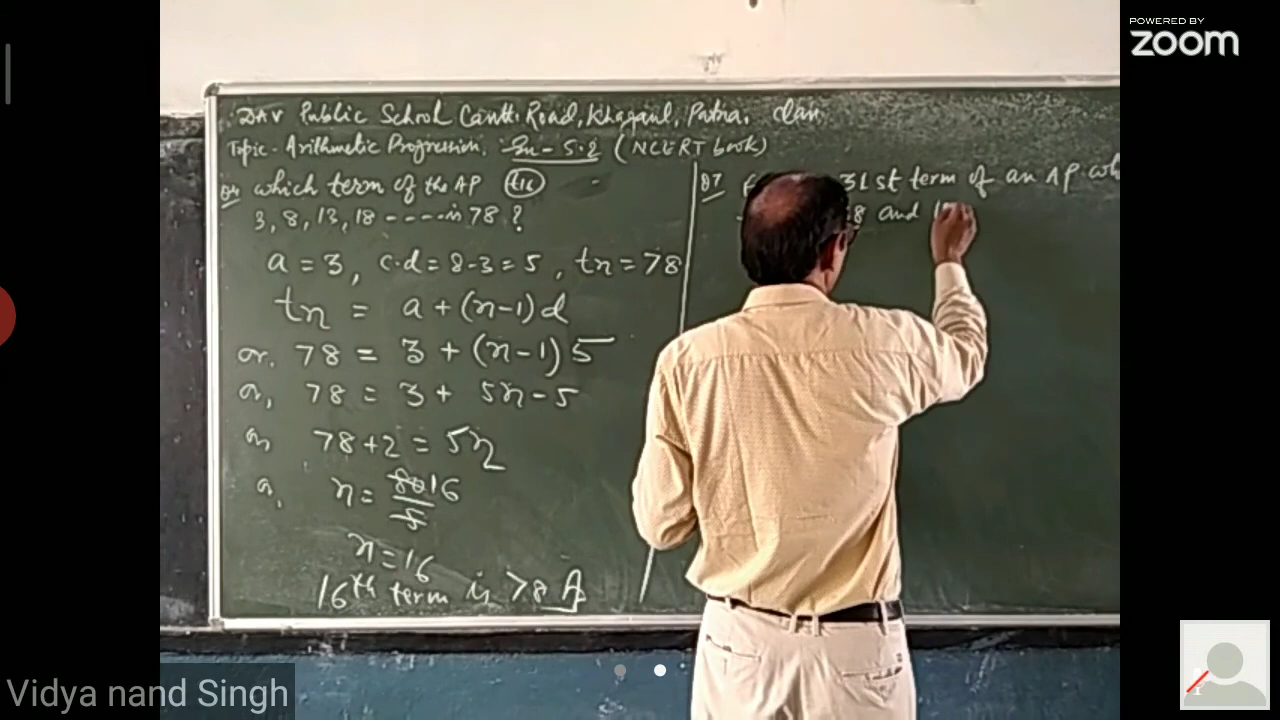 POWERED BY
zoom
DAV Public School Cantt. Road, Khagaul, Patna.
Topic - Arithmetic Progression. Ex - 5.2 (NCERT book)
Q4 which term of the AP t16
3, 8, 13, 18 ----- is 78 ?
a = 3, c.d = 8-3 = 5, tn = 78
tn = a + (n-1)d
or, 78 = 3 + (n-1) 5
or, 78 = 3 + 5n - 5
or, 78+2 = 5n
or, n = 80/5 16
n = 16
16th term is 78 A
Q7 31st term of an AP
and
Vidya nand Singh